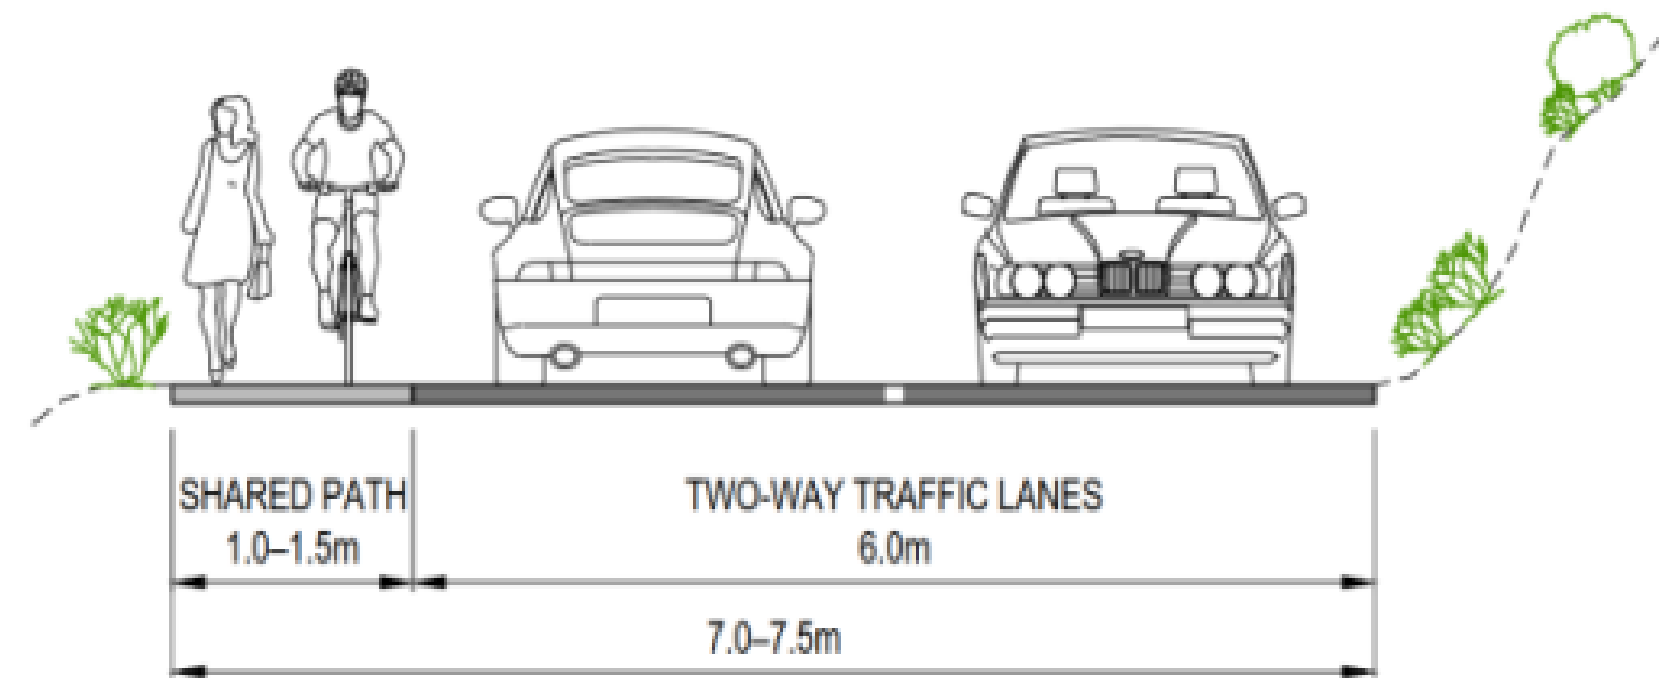 SHARED PATH
1.0–1.5m
TWO-WAY TRAFFIC LANES
6.0m
7.0–7.5m